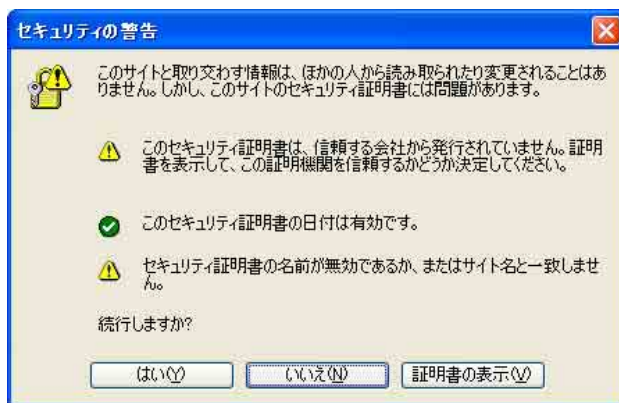 セキュリティの警告
このサイトと取り交わす情報は、ほかの人から読み取られたり変更されることはあ
りません。しかし、このサイトのセキュリティ証明書には問題があります。
このセキュリティ証明書は、信頼する会社から発行されていません。証明
書を表示して、この証明機関を信頼するかどうか決定してください。
このセキュリティ証明書の日付は有効です。
セキュリティ証明書の名前が無効であるか、またはサイト名と一致しませ
ん。
続行しますか?
はい(Y) いいえ(N) 証明書の表示(V)